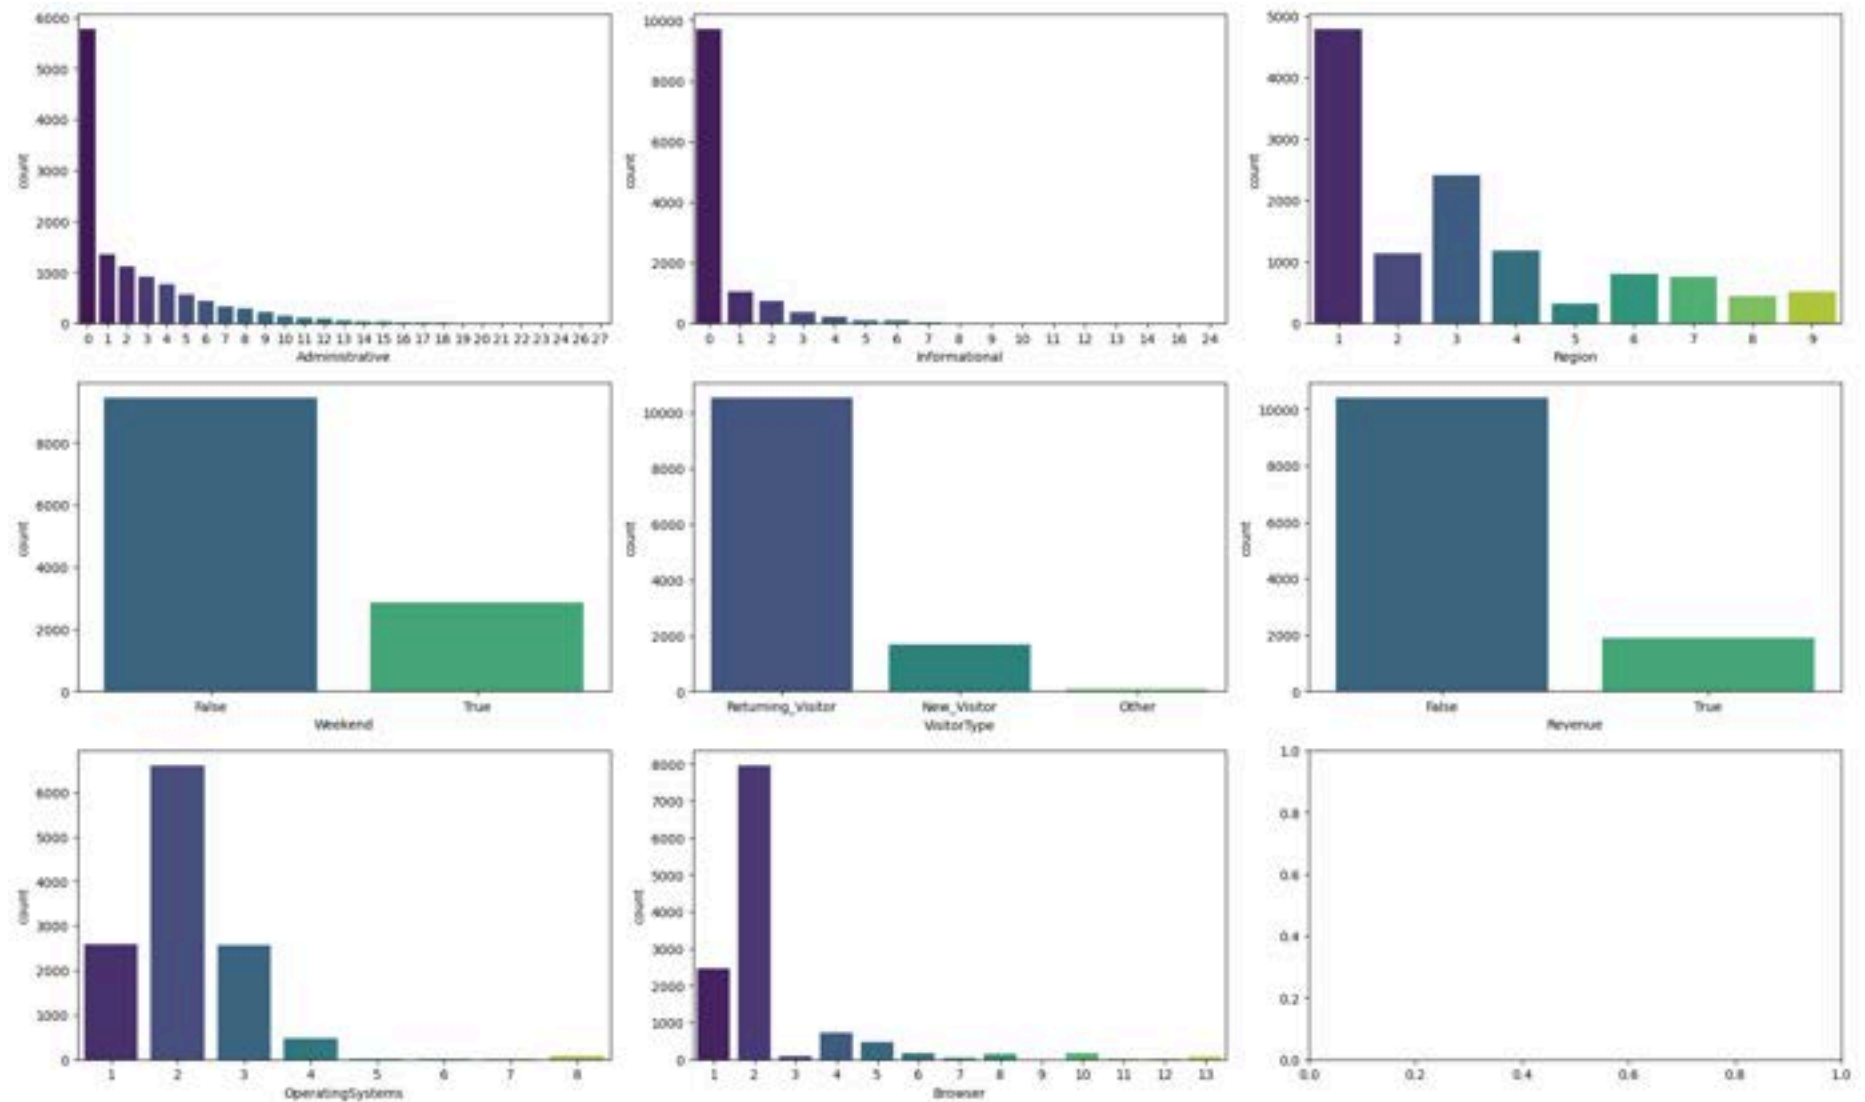 6000
5000
4000
3000
2000
1000
0
count
0 1 2 3 4 5 6 7 8 9 10 11 12 13 14 15 16 17 18 19 20 21 22 23 24 26 27
Administrative
10000
8000
6000
4000
2000
0
count
0 1 2 3 4 5 6 7 8 9 10 11 12 13 14 16 24
Informational
5000
4000
3000
2000
1000
0
count
1 2 3 4 5 6 7 8 9
Region
8000
6000
4000
2000
0
count
False True
Weekend
10000
8000
6000
4000
2000
0
count
Returning_Visitor New_Visitor Other
VisitorType
10000
8000
6000
4000
2000
0
count
False True
Revenue
6000
5000
4000
3000
2000
1000
0
count
1 2 3 4 5 6 7 8
OperatingSystems
8000
7000
6000
5000
4000
3000
2000
1000
0
count
1 2 3 4 5 6 7 8 9 10 11 12 13
Browser
1.0
0.8
0.6
0.4
0.2
0.0
0.0 0.2 0.4 0.6 0.8 1.0